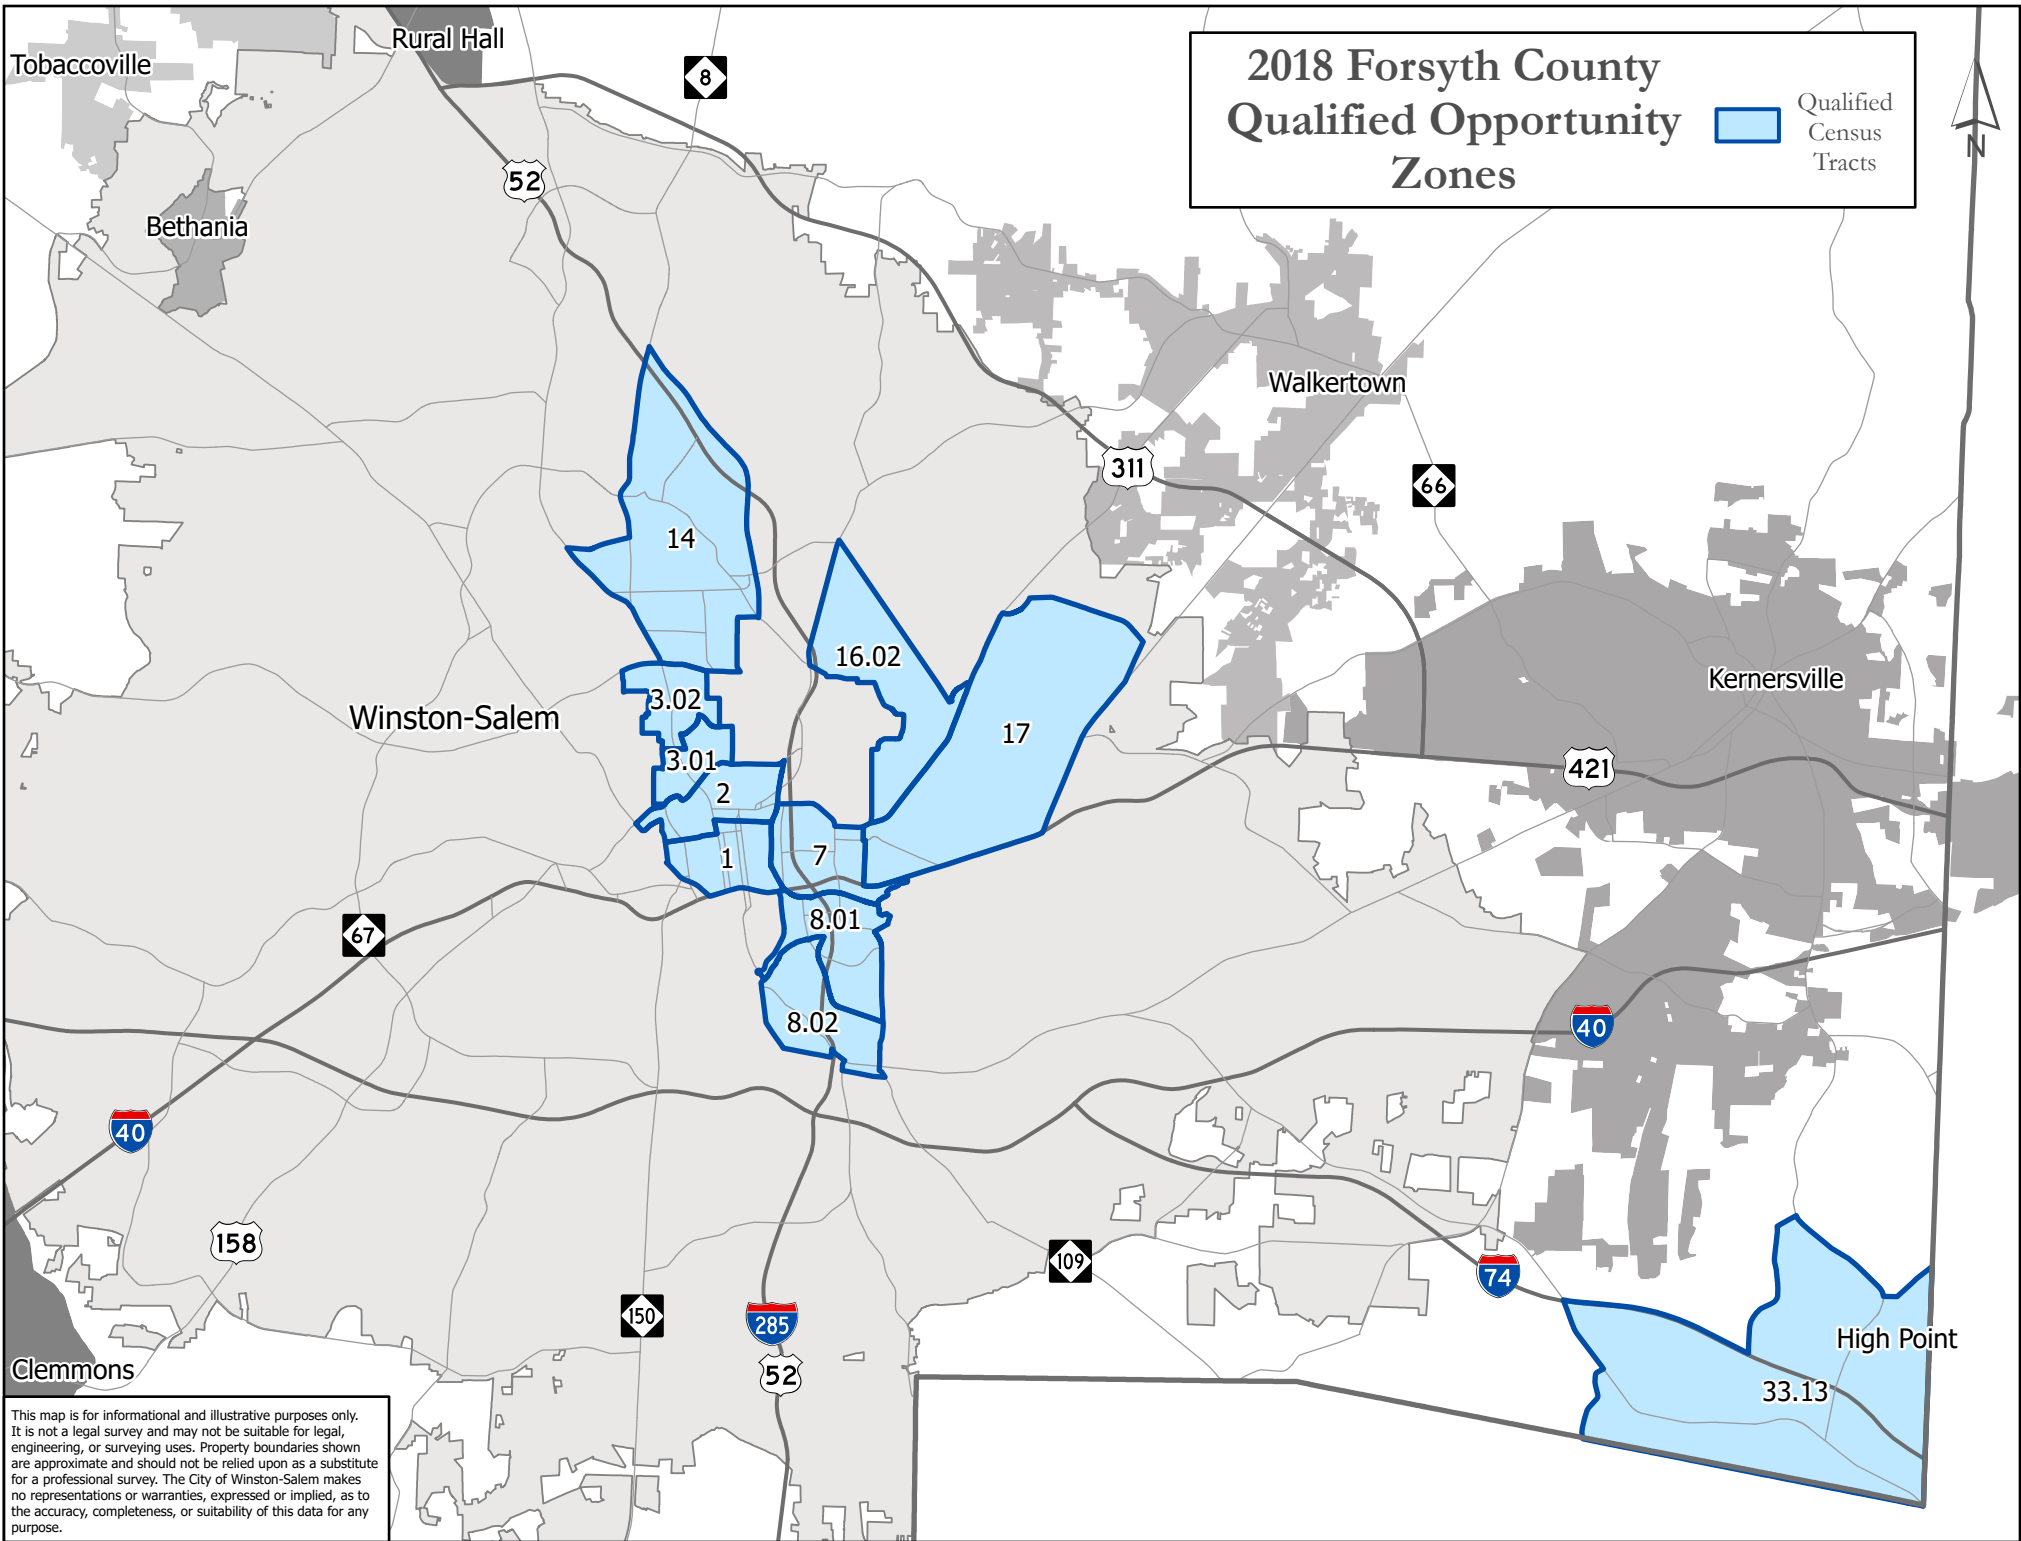 Tobaccoville
Rural Hall
8
2018 Forsyth County
Qualified Opportunity
Zones
Qualified
Census
Tracts
N
52
Bethania
Walkertown
311
66
14
16.02
3.02
Winston-Salem
17
Kernersville
3.01
421
2
1
7
8.01
67
8.02
40
40
158
109
74
150
285
High Point
52
Clemmons
33.13
This map is for informational and illustrative purposes only.
It is not a legal survey and may not be suitable for legal,
engineering, or surveying uses. Property boundaries shown
are approximate and should not be relied upon as a substitute
for a professional survey. The City of Winston-Salem makes
no representations or warranties, expressed or implied, as to
the accuracy, completeness, or suitability of this data for any
purpose.